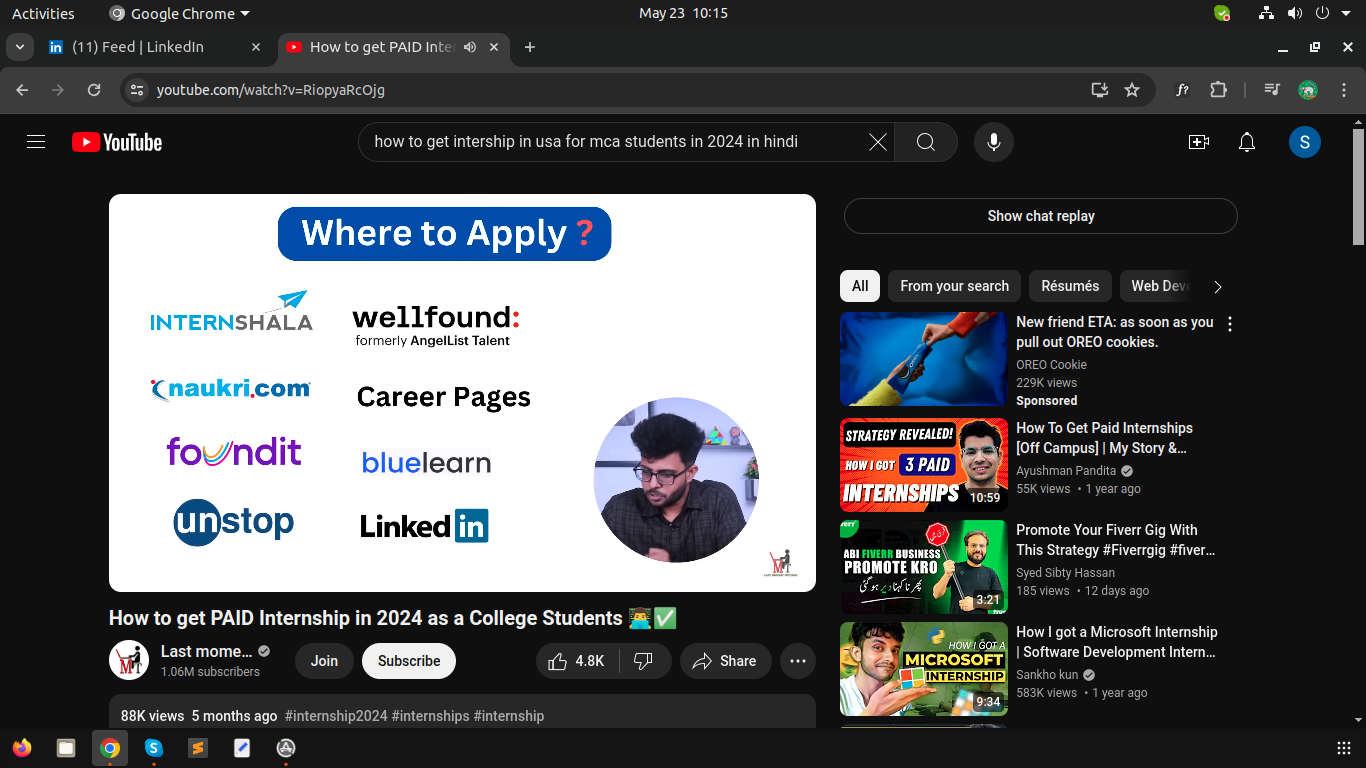 Activities
Google Chrome
May 23 10:15
(11) Feed | LinkedIn
How to get PAID Inter
youtube.com/watch?v=RiopyaRcOjg
f?
YouTube
how to get intership in usa for mca students in 2024 in hindi
S
Where to Apply ?
INTERNSHALA
wellfound:
formerly AngelList Talent
naukri.com
Career Pages
foundit
bluelearn
unstop
Linked in
How to get PAID Internship in 2024 as a College Students 👨‍💻✅
Last mome...
1.06M subscribers
Join
Subscribe
4.8K
Share
88K views 5 months ago #internship2024 #internships #internship
Show chat replay
All
From your search
Résumés
Web Deve
New friend ETA: as soon as you
pull out OREO cookies.
OREO Cookie
229K views
Sponsored
STRATEGY REVEALED!
HOW I GOT 3 PAID
INTERNSHIPS
10:59
How To Get Paid Internships
[Off Campus] | My Story &...
Ayushman Pandita
55K views • 1 year ago
ABI FIVERR BUSINESS
PROMOTE KRO
3:21
Promote Your Fiverr Gig With
This Strategy #Fiverrgig #fiver...
Syed Sibty Hassan
185 views • 12 days ago
HOW I GOT A
MICROSOFT
INTERNSHIP
9:34
How I got a Microsoft Internship
| Software Development Intern...
Sankho kun
583K views • 1 year ago